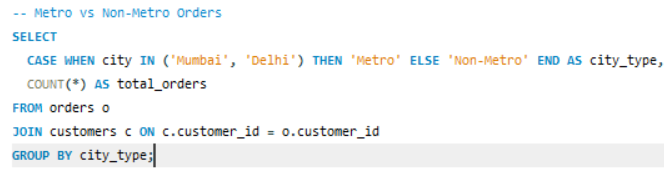 -- Metro vs Non-Metro Orders
SELECT
  CASE WHEN city IN ('Mumbai', 'Delhi') THEN 'Metro' ELSE 'Non-Metro' END AS city_type,
  COUNT(*) AS total_orders
FROM orders o
JOIN customers c ON c.customer_id = o.customer_id
GROUP BY city_type;